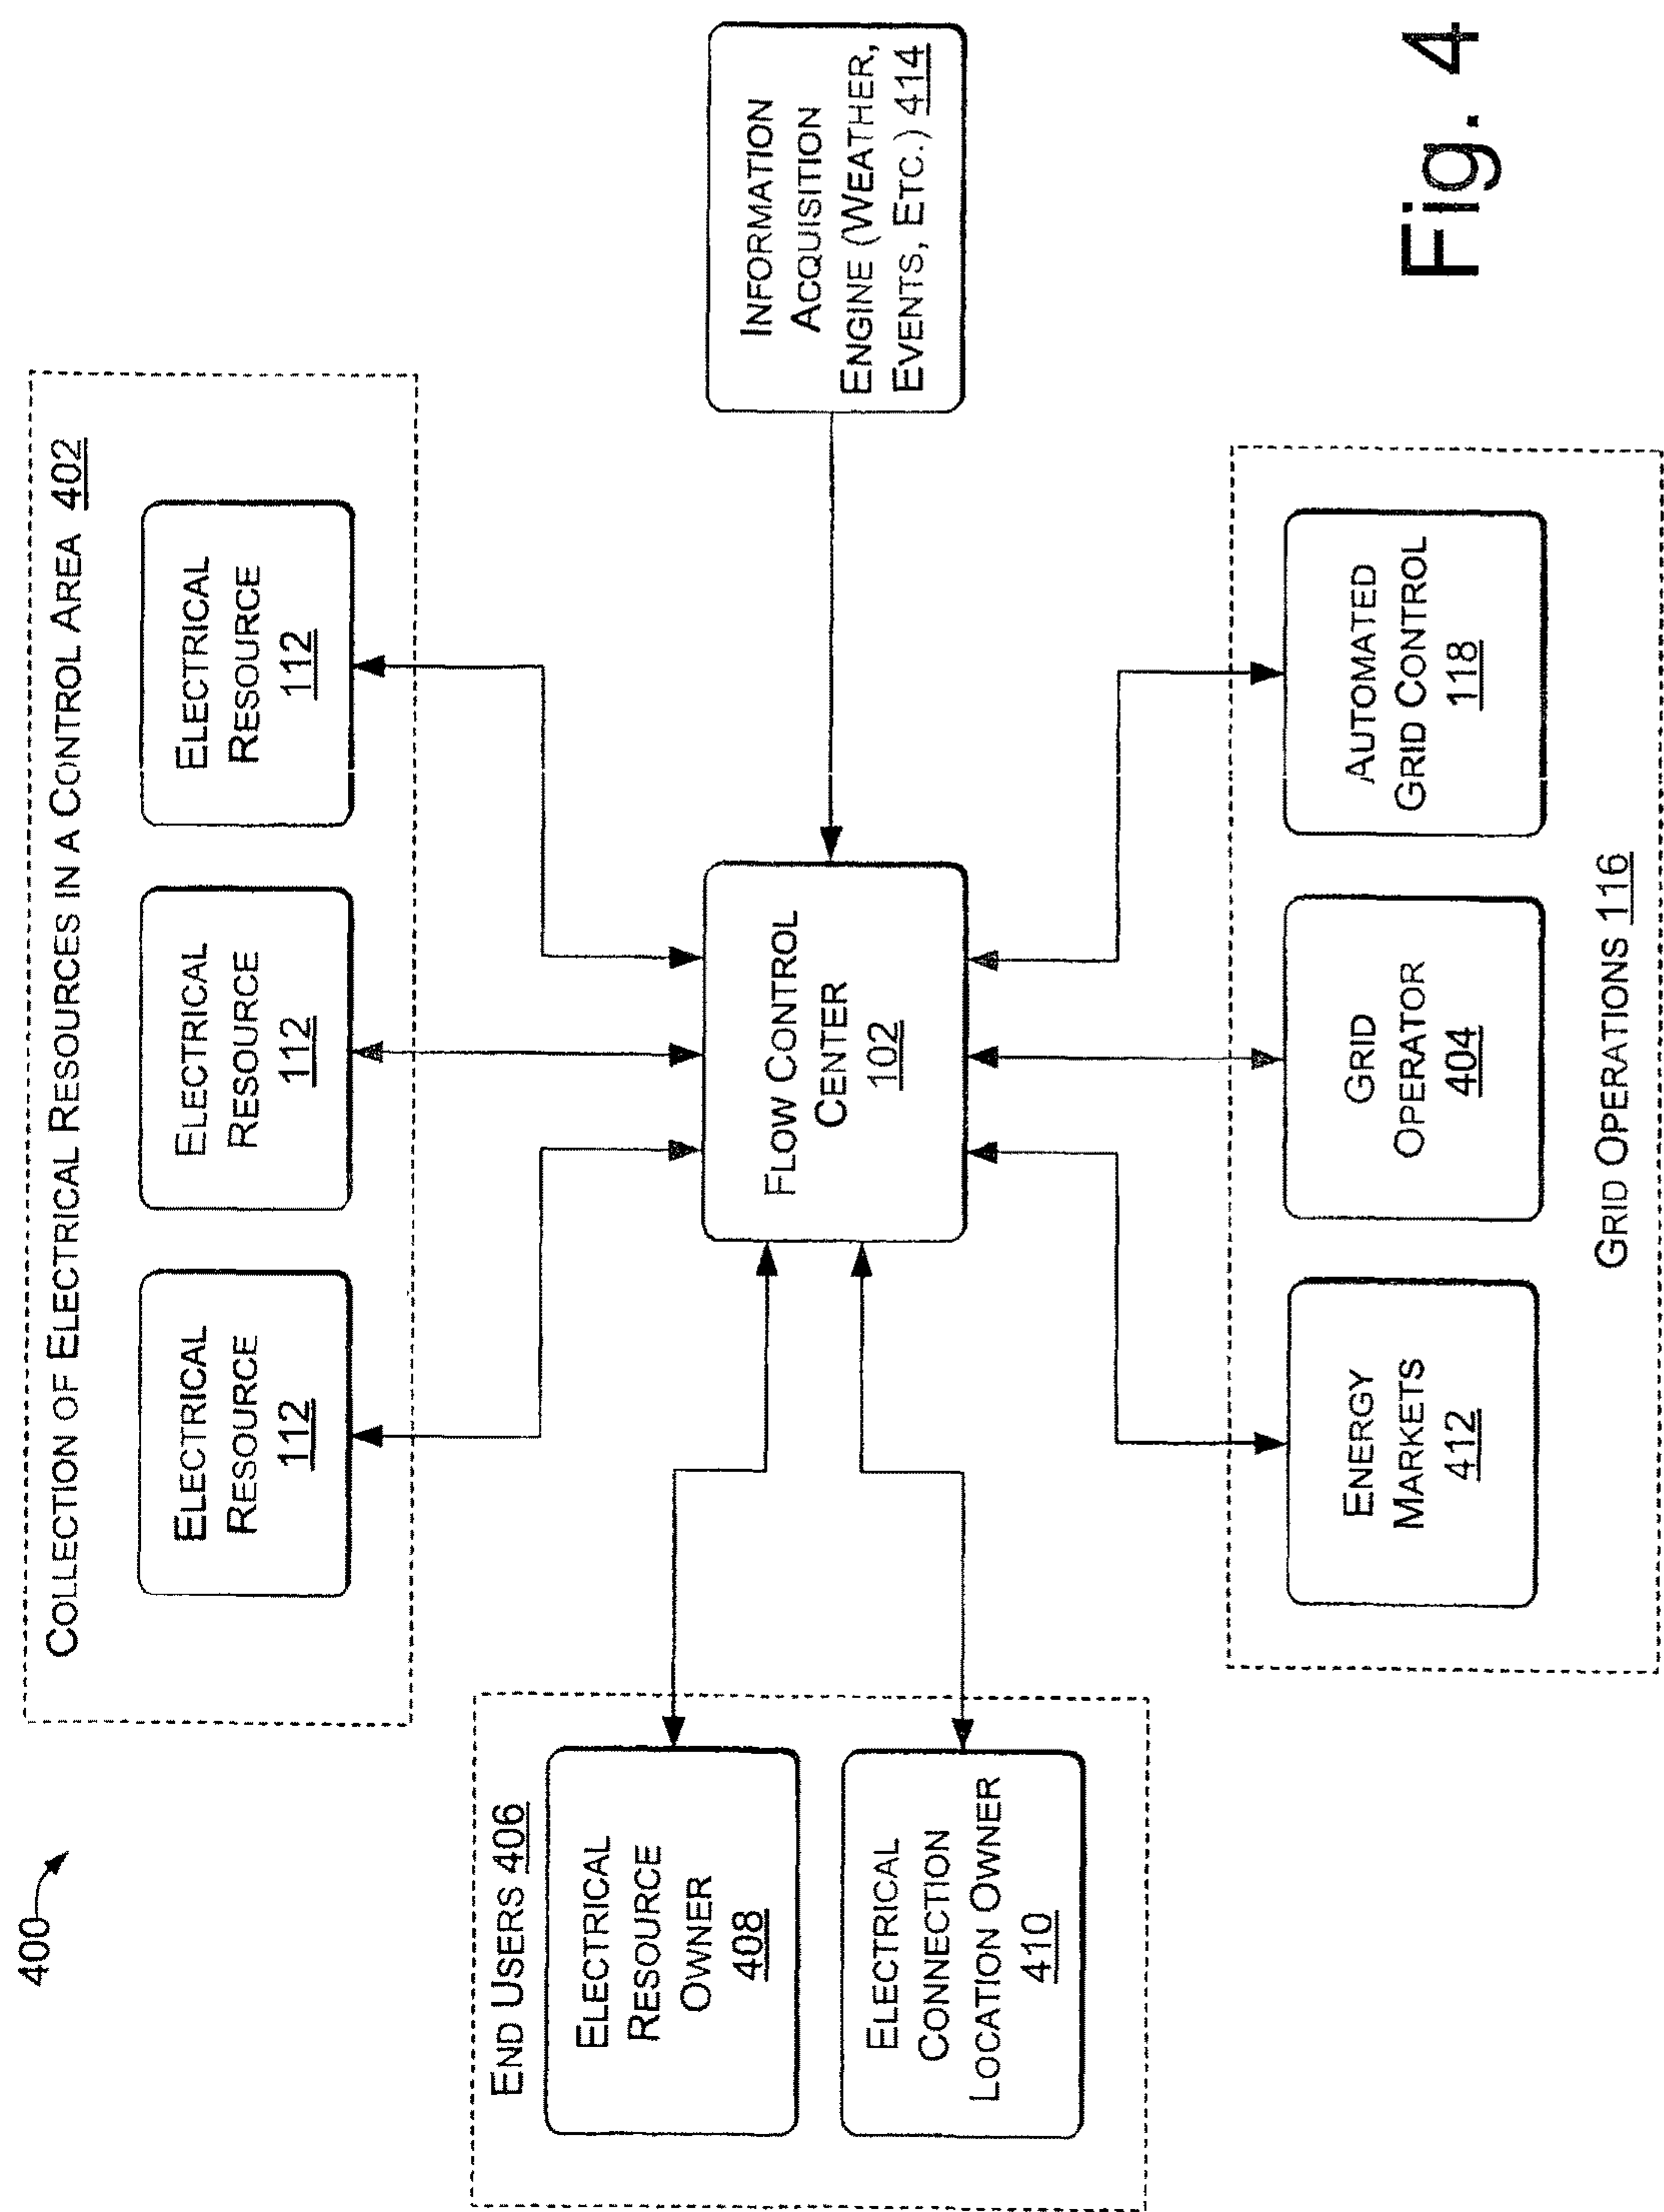 400
COLLECTION OF ELECTRICAL RESOURCES IN A CONTROL AREA 402
ELECTRICAL
RESOURCE
112
ELECTRICAL
RESOURCE
112
ELECTRICAL
RESOURCE
112
END USERS 406
ELECTRICAL
RESOURCE
OWNER
408
ELECTRICAL
CONNECTION
LOCATION OWNER
410
FLOW CONTROL
CENTER
102
INFORMATION
ACQUISITION
ENGINE (WEATHER,
EVENTS, ETC.) 414
ENERGY
MARKETS
412
GRID
OPERATOR
404
AUTOMATED
GRID CONTROL
118
GRID OPERATIONS 116
Fig. 4